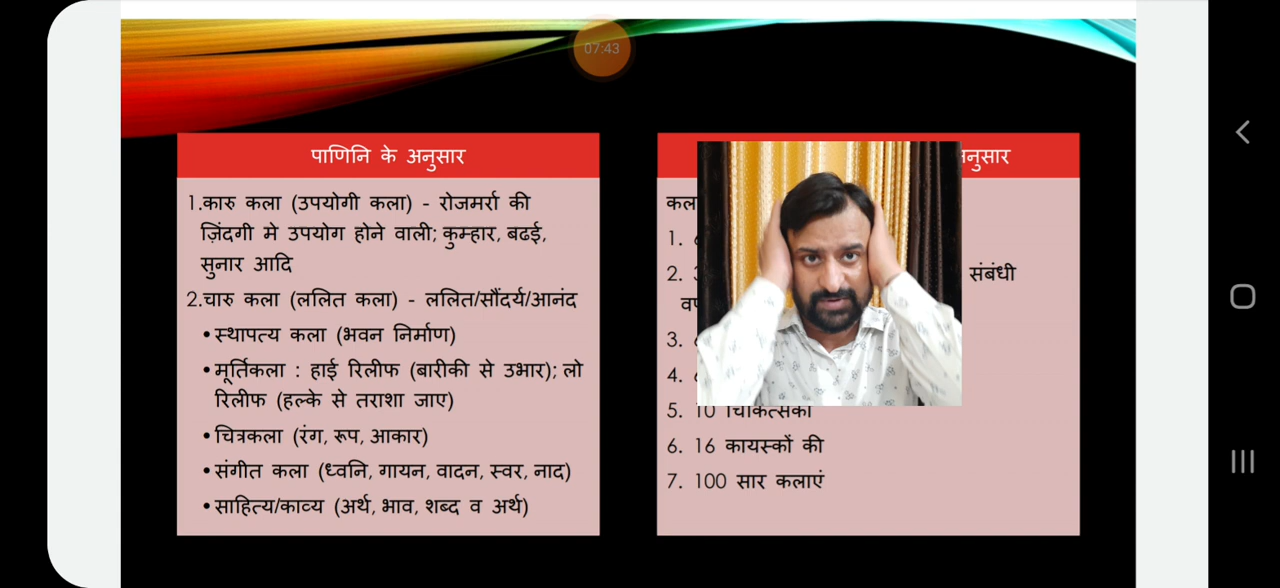 07:43
पाणिनि के अनुसार
1.कारु कला (उपयोगी कला) - रोजमर्रा की
ज़िंदगी मे उपयोग होने वाली; कुम्हार, बढई,
सुनार आदि
2.चारु कला (ललित कला) - ललित/सौंदर्य/आनंद
•स्थापत्य कला (भवन निर्माण)
•मूर्तिकला : हाई रिलीफ (बारीकी से उभार); लो
रिलीफ (हल्के से तराशा जाए)
•चित्रकला (रंग, रूप, आकार)
•संगीत कला (ध्वनि, गायन, वादन, स्वर, नाद)
•साहित्य/काव्य (अर्थ, भाव, शब्द व अर्थ)
1.
2. संबंधी
3.
4.
5. 10
6. 16 कायस्कों की
7. 100 सार कलाएं